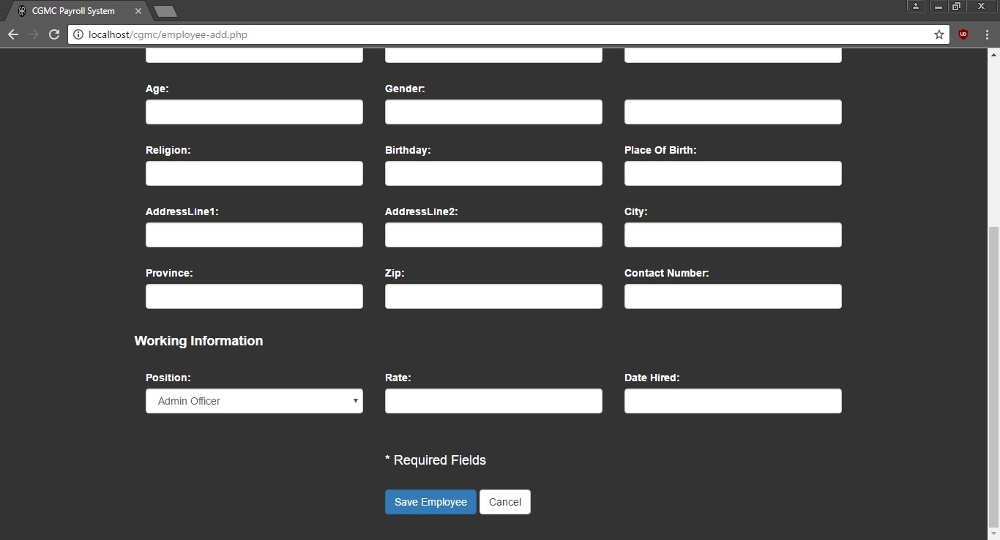 CGMC Payroll System
localhost/cgmc/employee-add.php
Age: Gender:
Religion: Birthday: Place Of Birth:
AddressLine1: AddressLine2: City:
Province: Zip: Contact Number:
Working Information
Position: Rate: Date Hired:
Admin Officer
* Required Fields
Save Employee Cancel